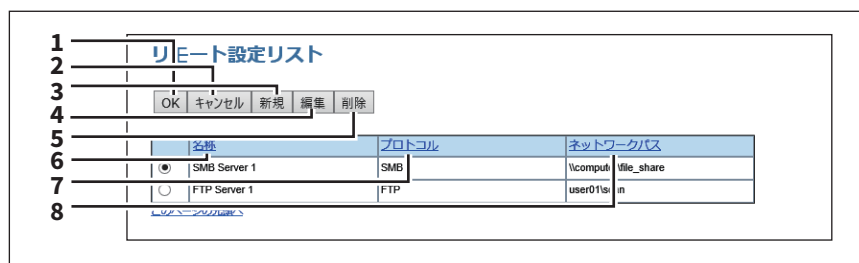 1
リモート設定リスト
2
3
OK キャンセル 新規 編集 削除
4
5
名称 プロトコル ネットワークパス
6
SMB Server 1 SMB \\computer\file_share
7
FTP Server 1 FTP user01\scan
8
このページの先頭へ